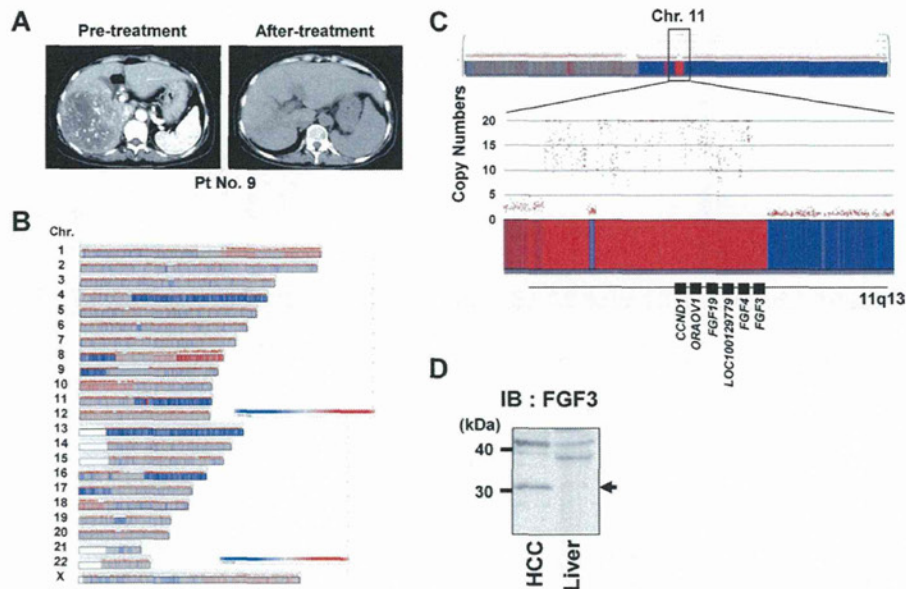 A
Pre-treatment
After-treatment
Pt No. 9
B
Chr.
1
2
3
4
5
6
7
8
9
10
11
12
13
14
15
16
17
18
19
20
21
22
X
C
Chr. 11
Copy Numbers
20
15
10
5
0
CCND1
ORAOV1
FGF19
LOC100129779
FGF4
FGF3
11q13
D
IB : FGF3
(kDa)
40
30
HCC
Liver